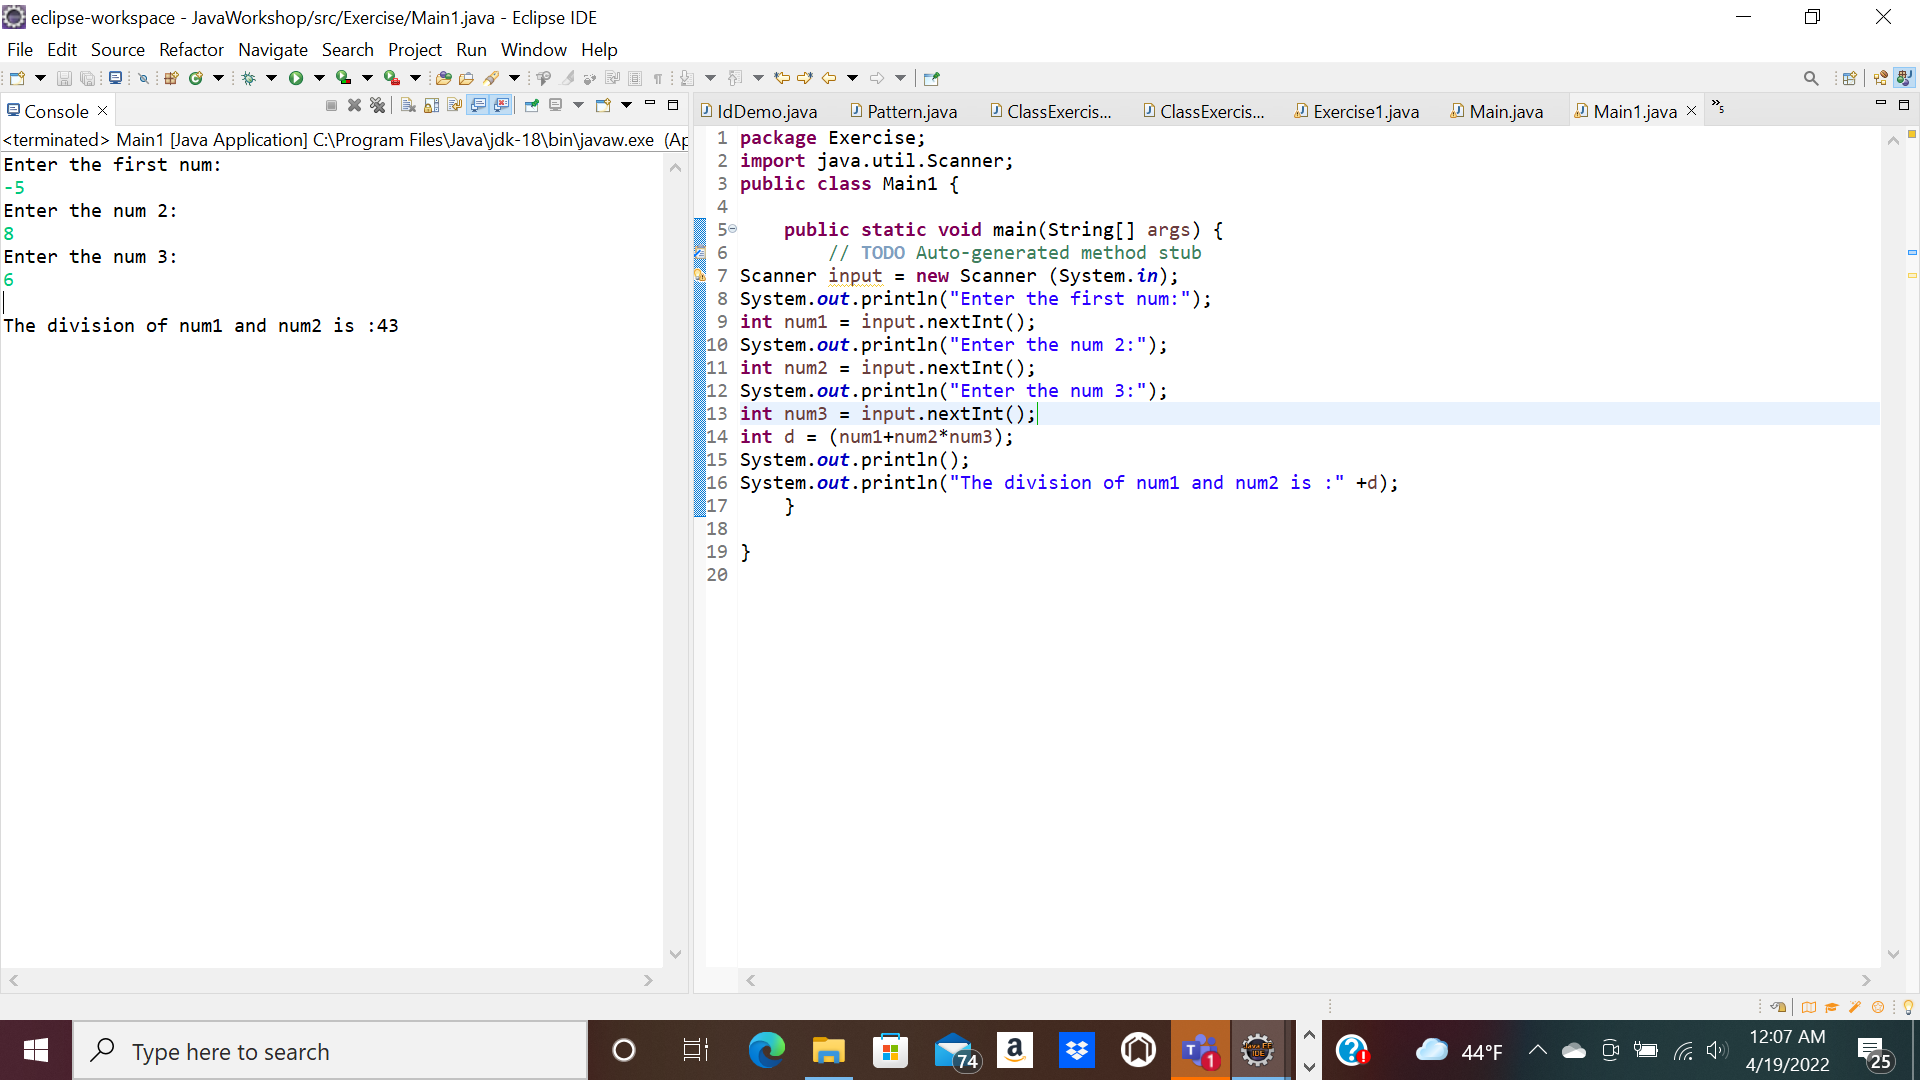 eclipse-workspace - JavaWorkshop/src/Exercise/Main1.java - Eclipse IDE
File Edit Source Refactor Navigate Search Project Run Window Help
Console
<terminated> Main1 [Java Application] C:\Program Files\Java\jdk-18\bin\javaw.exe (Ap
Enter the first num:
-5
Enter the num 2:
8
Enter the num 3:
6
The division of num1 and num2 is :43
IdDemo.java Pattern.java ClassExercis... ClassExercis... Exercise1.java Main.java Main1.java »5
1 package Exercise;
2 import java.util.Scanner;
3 public class Main1 {
4
5 public static void main(String[] args) {
6 // TODO Auto-generated method stub
7 Scanner input = new Scanner (System.in);
8 System.out.println("Enter the first num:");
9 int num1 = input.nextInt();
10 System.out.println("Enter the num 2:");
11 int num2 = input.nextInt();
12 System.out.println("Enter the num 3:");
13 int num3 = input.nextInt();
14 int d = (num1+num2*num3);
15 System.out.println();
16 System.out.println("The division of num1 and num2 is :" +d);
17 }
18
19 }
20
Type here to search
74
a
T 1
Java EE IDE
44°F
12:07 AM
4/19/2022
25